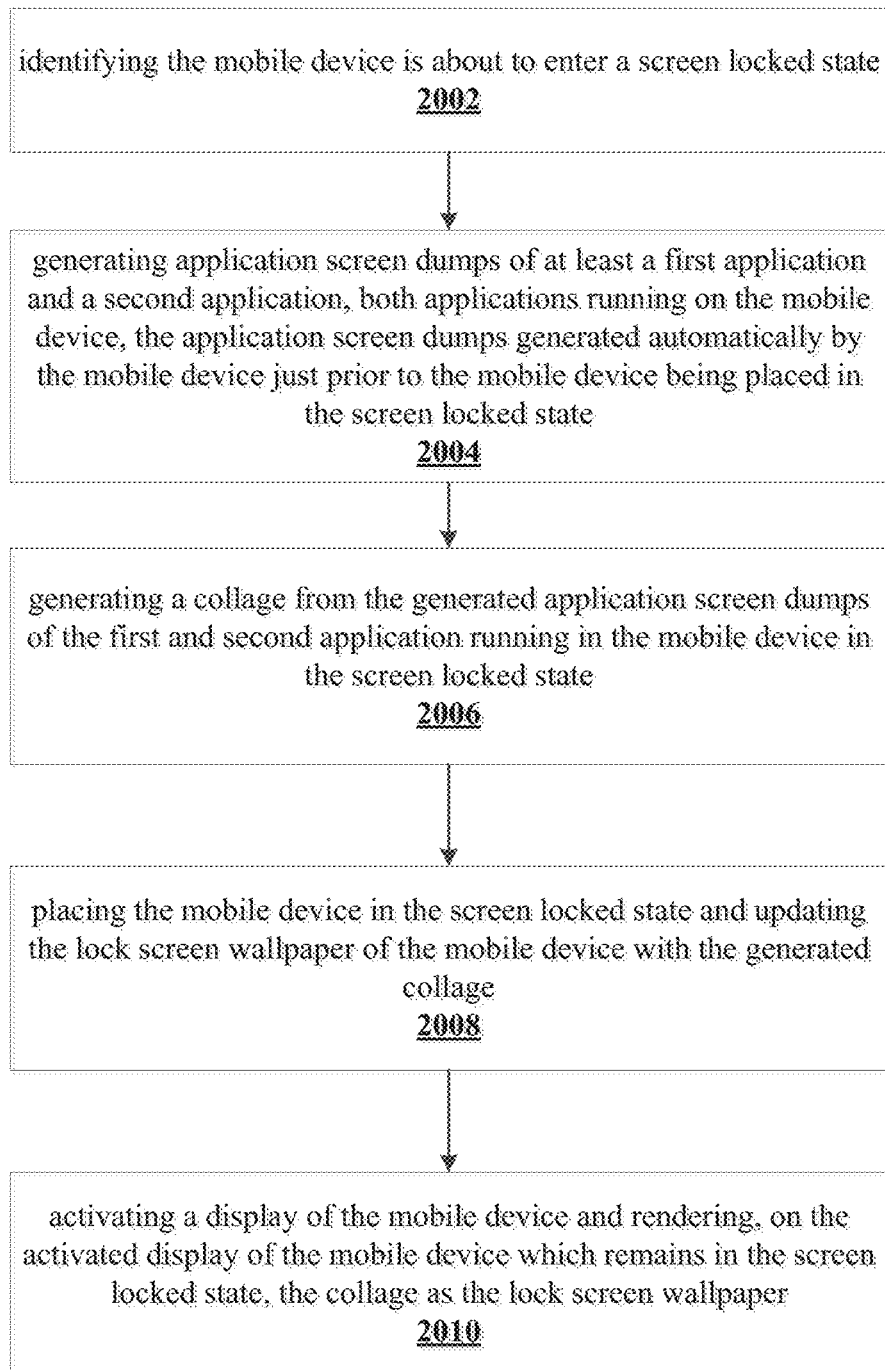 identifying the mobile device is about to enter a screen locked state
2002
generating application screen dumps of at least a first application
and a second application, both applications running on the mobile
device, the application screen dumps generated automatically by
the mobile device just prior to the mobile device being placed in
the screen locked state
2004
generating a collage from the generated application screen dumps
of the first and second application running in the mobile device in
the screen locked state
2006
placing the mobile device in the screen locked state and updating
the lock screen wallpaper of the mobile device with the generated
collage
2008
activating a display of the mobile device and rendering, on the
activated display of the mobile device which remains in the screen
locked state, the collage as the lock screen wallpaper
2010